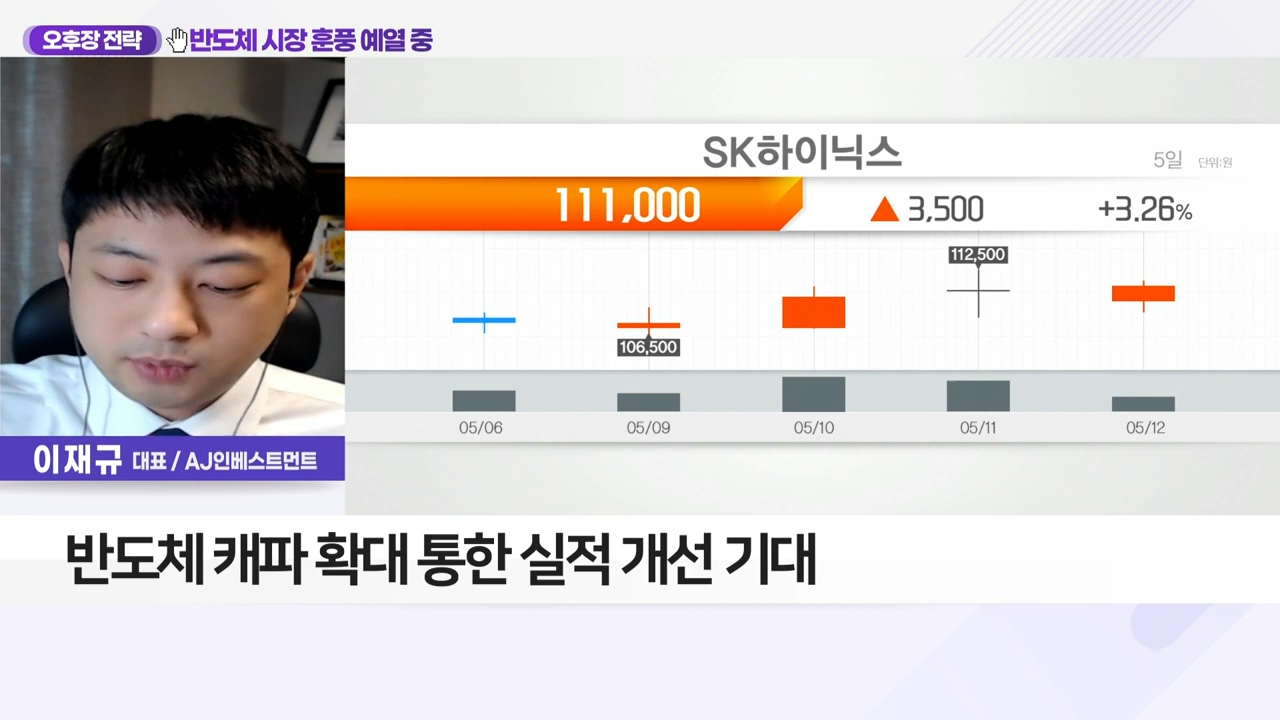 오후장 전략 반도체 시장 훈풍 예열 중
SK하이닉스
5일 단위:원
111,000 ▲ 3,500 +3.26%
112,500
106,500
05/06 05/09 05/10 05/11 05/12
이재규 대표 / AJ인베스트먼트
반도체 캐파 확대 통한 실적 개선 기대